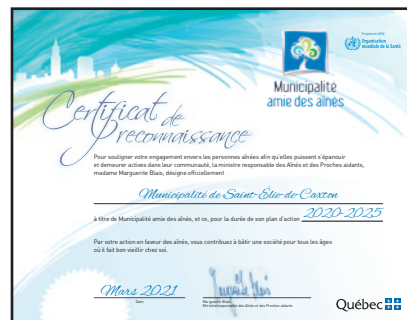 Programme affilié
Organisation
mondiale de la Santé
Municipalité
amie des aînés
Certificat de
reconnaissance
Pour souligner votre engagement envers les personnes aînées afin qu'elles puissent s'épanouir
et demeurer actives dans leur communauté, la ministre responsable des Aînés et des Proches aidants,
madame Marguerite Blais, désigne officiellement
Municipalité de Saint-Élie-de-Caxton
à titre de Municipalité amie des aînés, et ce, pour la durée de son plan d'action 2020-2025
Par votre action en faveur des aînés, vous contribuez à bâtir une société pour tous les âges
où il fait bon vieillir chez soi.
Mars 2021
Marguerite Blais
Date
Marguerite Blais
Ministre responsable des Aînés et des Proches aidants
Québec